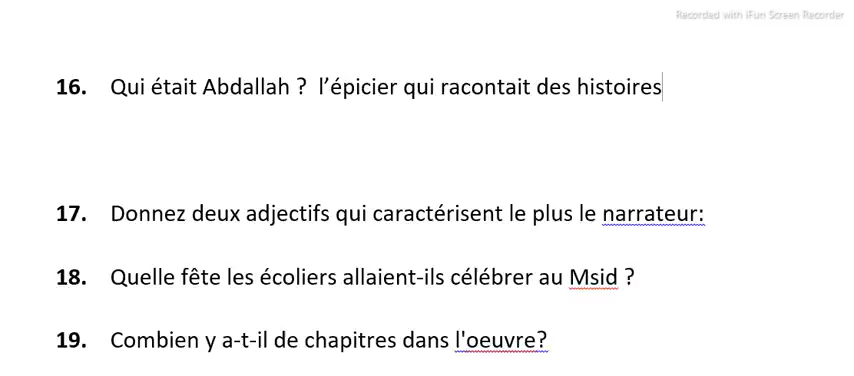 Recorded with iFun Screen Recorder
16. Qui était Abdallah ? l’épicier qui racontait des histoires
17. Donnez deux adjectifs qui caractérisent le plus le narrateur:
18. Quelle fête les écoliers allaient-ils célébrer au Msid ?
19. Combien y a-t-il de chapitres dans l'oeuvre?